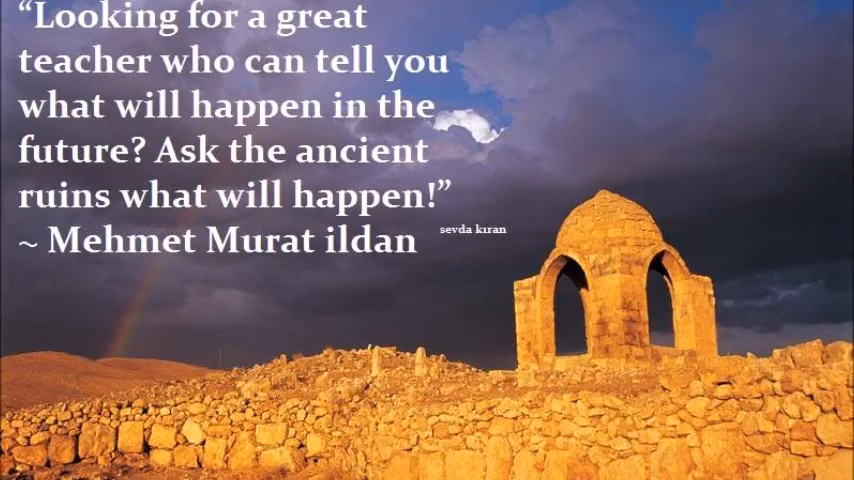 “Looking for a great
teacher who can tell you
what will happen in the
future? Ask the ancient
ruins what will happen!”
~ Mehmet Murat ildan
sevda kıran